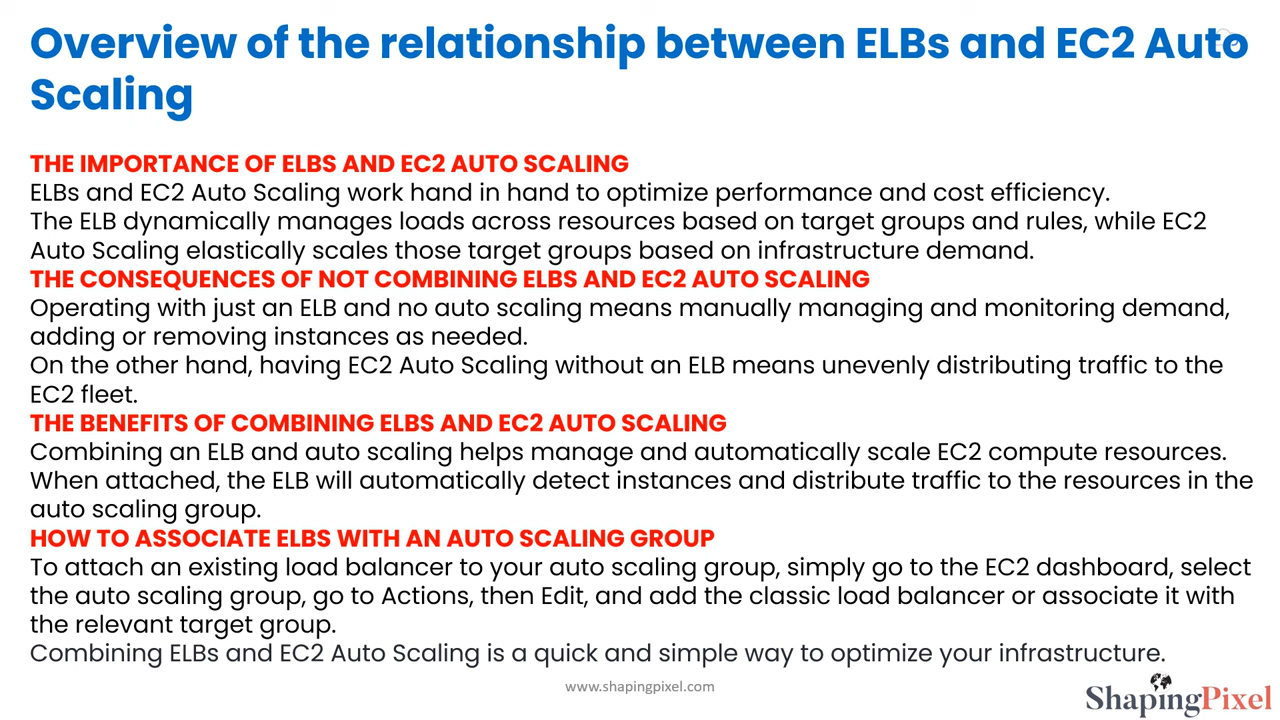 Overview of the relationship between ELBs and EC2 Auto
Scaling
THE IMPORTANCE OF ELBS AND EC2 AUTO SCALING
ELBs and EC2 Auto Scaling work hand in hand to optimize performance and cost efficiency.
The ELB dynamically manages loads across resources based on target groups and rules, while EC2
Auto Scaling elastically scales those target groups based on infrastructure demand.
THE CONSEQUENCES OF NOT COMBINING ELBS AND EC2 AUTO SCALING
Operating with just an ELB and no auto scaling means manually managing and monitoring demand,
adding or removing instances as needed.
On the other hand, having EC2 Auto Scaling without an ELB means unevenly distributing traffic to the
EC2 fleet.
THE BENEFITS OF COMBINING ELBS AND EC2 AUTO SCALING
Combining an ELB and auto scaling helps manage and automatically scale EC2 compute resources.
When attached, the ELB will automatically detect instances and distribute traffic to the resources in the
auto scaling group.
HOW TO ASSOCIATE ELBS WITH AN AUTO SCALING GROUP
To attach an existing load balancer to your auto scaling group, simply go to the EC2 dashboard, select
the auto scaling group, go to Actions, then Edit, and add the classic load balancer or associate it with
the relevant target group.
Combining ELBs and EC2 Auto Scaling is a quick and simple way to optimize your infrastructure.
www.shapingpixel.com
ShapingPixel